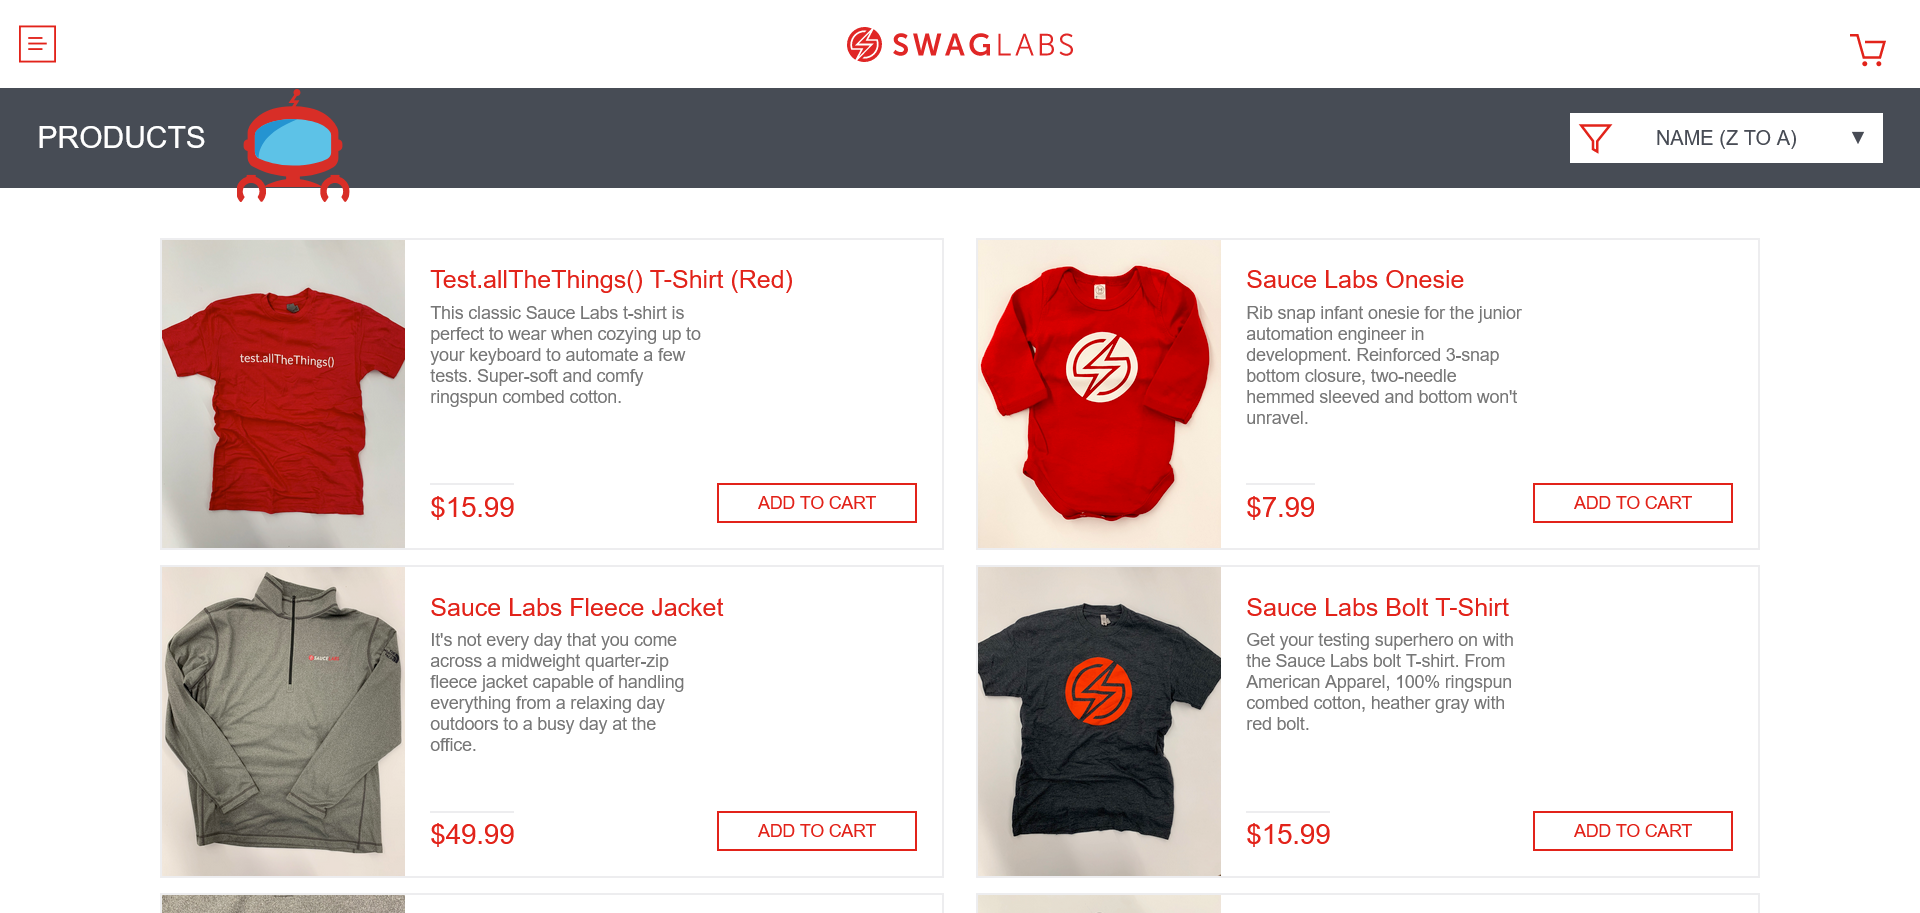 SWAGLABS
PRODUCTS
NAME (Z TO A)
test.allTheThings()
Test.allTheThings() T-Shirt (Red)
This classic Sauce Labs t-shirt is
perfect to wear when cozying up to
your keyboard to automate a few
tests. Super-soft and comfy
ringspun combed cotton.
$15.99
ADD TO CART
Sauce Labs Onesie
Rib snap infant onesie for the junior
automation engineer in
development. Reinforced 3-snap
bottom closure, two-needle
hemmed sleeved and bottom won't
unravel.
$7.99
ADD TO CART
Sauce Labs Fleece Jacket
It's not every day that you come
across a midweight quarter-zip
fleece jacket capable of handling
everything from a relaxing day
outdoors to a busy day at the
office.
$49.99
ADD TO CART
Sauce Labs Bolt T-Shirt
Get your testing superhero on with
the Sauce Labs bolt T-shirt. From
American Apparel, 100% ringspun
combed cotton, heather gray with
red bolt.
$15.99
ADD TO CART